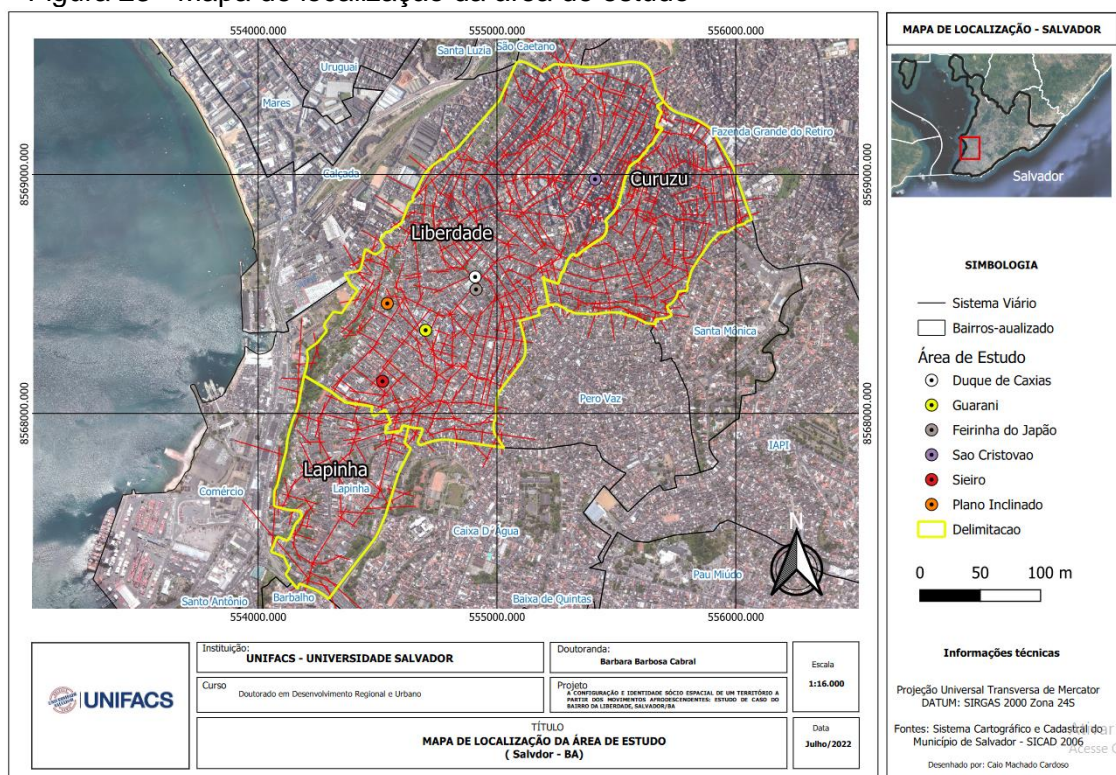 Figura 28 - Mapa de localização da área de estudo
554000.000
555000.000
556000.000
8569000.000
8569000.000
8568000.000
8568000.000
Santa Luzia
São Caetano
Uruguai
Mares
Calçada
Fazenda Grande do Retiro
Curuzu
Liberdade
Santa Mônica
Pero Vaz
IAPI
Lapinha
Lapinha
Comércio
Caixa D´Água
Pau Miúdo
Santo Antônio
Barbalho
Baixa de Quintas
N
554000.000
555000.000
556000.000
MAPA DE LOCALIZAÇÃO - SALVADOR
Salvador
SIMBOLOGIA
Sistema Viário
Bairros-aualizado
Área de Estudo
Duque de Caxias
Guarani
Feirinha do Japão
Sao Cristovao
Sieiro
Plano Inclinado
Delimitacao
0 50 100 m
Informações técnicas
Projeção Universal Transversa de Mercator
DATUM: SIRGAS 2000 Zona 24S
Fontes: Sistema Cartográfico e Cadastral do
Município de Salvador - SICAD 2006
Desenhado por: Caio Machado Cardoso
UNIFACS
Instituição:
UNIFACS - UNIVERSIDADE SALVADOR
Doutoranda:
Barbara Barbosa Cabral
Escala
1:16.000
Curso
Doutorado em Desenvolvimento Regional e Urbano
Projeto
A CONFIGURAÇÃO E IDENTIDADE SÓCIO ESPACIAL DE UM TERRITÓRIO A
PARTIR DOS MOVIMENTOS AFRODESCENDENTES: ESTUDO DE CASO DO
BAIRRO DA LIBERDADE, SALVADOR/BA
TÍTULO
MAPA DE LOCALIZAÇÃO DA ÁREA DE ESTUDO
( Salvdor - BA)
Data
Julho/2022